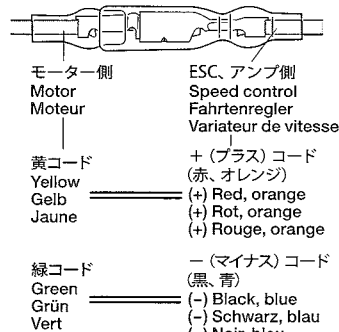 モーター側
Motor
Moteur
ESC、アンプ側
Speed control
Fahrtenregler
Variateur de vitesse
黄コード
Yellow
Gelb
Jaune
+（プラス）コード
(赤、オレンジ)
(+) Red, orange
(+) Rot, orange
(+) Rouge, orange
緑コード
Green
Grün
Vert
−（マイナス）コード
(黒、青)
(−) Black, blue
(−) Schwarz, blau
(−) Noir, bleu